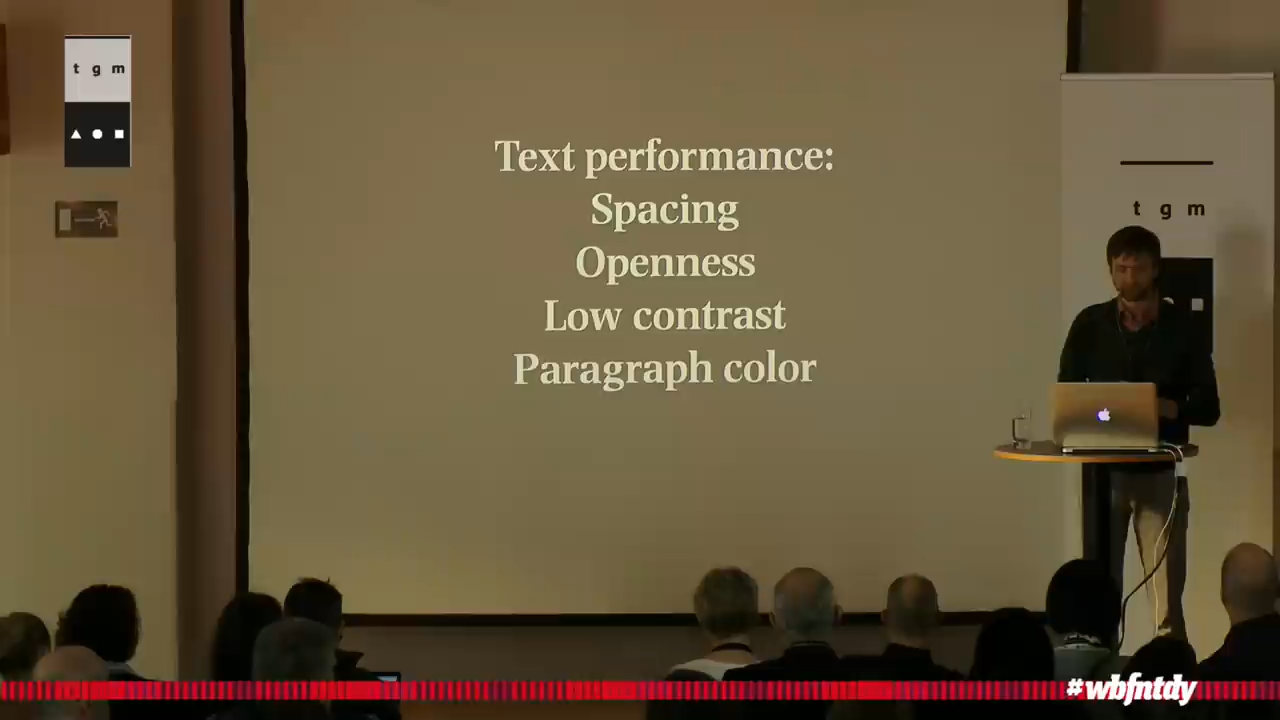 t g m
Text performance:
Spacing
Openness
Low contrast
Paragraph color
t g m
#wbfntdy